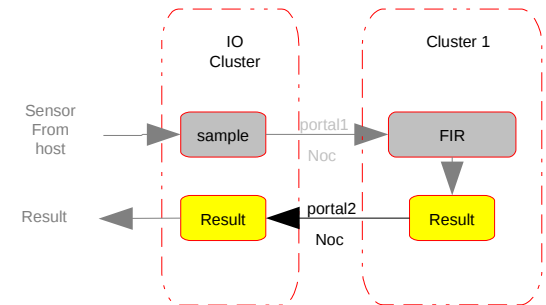 IO
Cluster
Cluster 1
Sensor
From
host
sample
portal1
Noc
FIR
Result
Result
portal2
Noc
Result